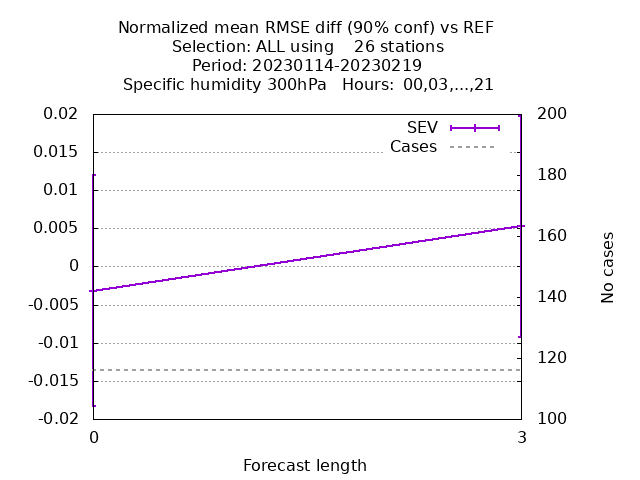 Normalized mean RMSE diff (90% conf) vs REF
Selection: ALL using    26 stations
Period: 20230114-20230219
Specific humidity 300hPa   Hours:  00,03,...,21
0.02
0.015
0.01
0.005
0
-0.005
-0.01
-0.015
-0.02
200
180
160
140
120
100
No cases
SEV
Cases
0
3
Forecast length